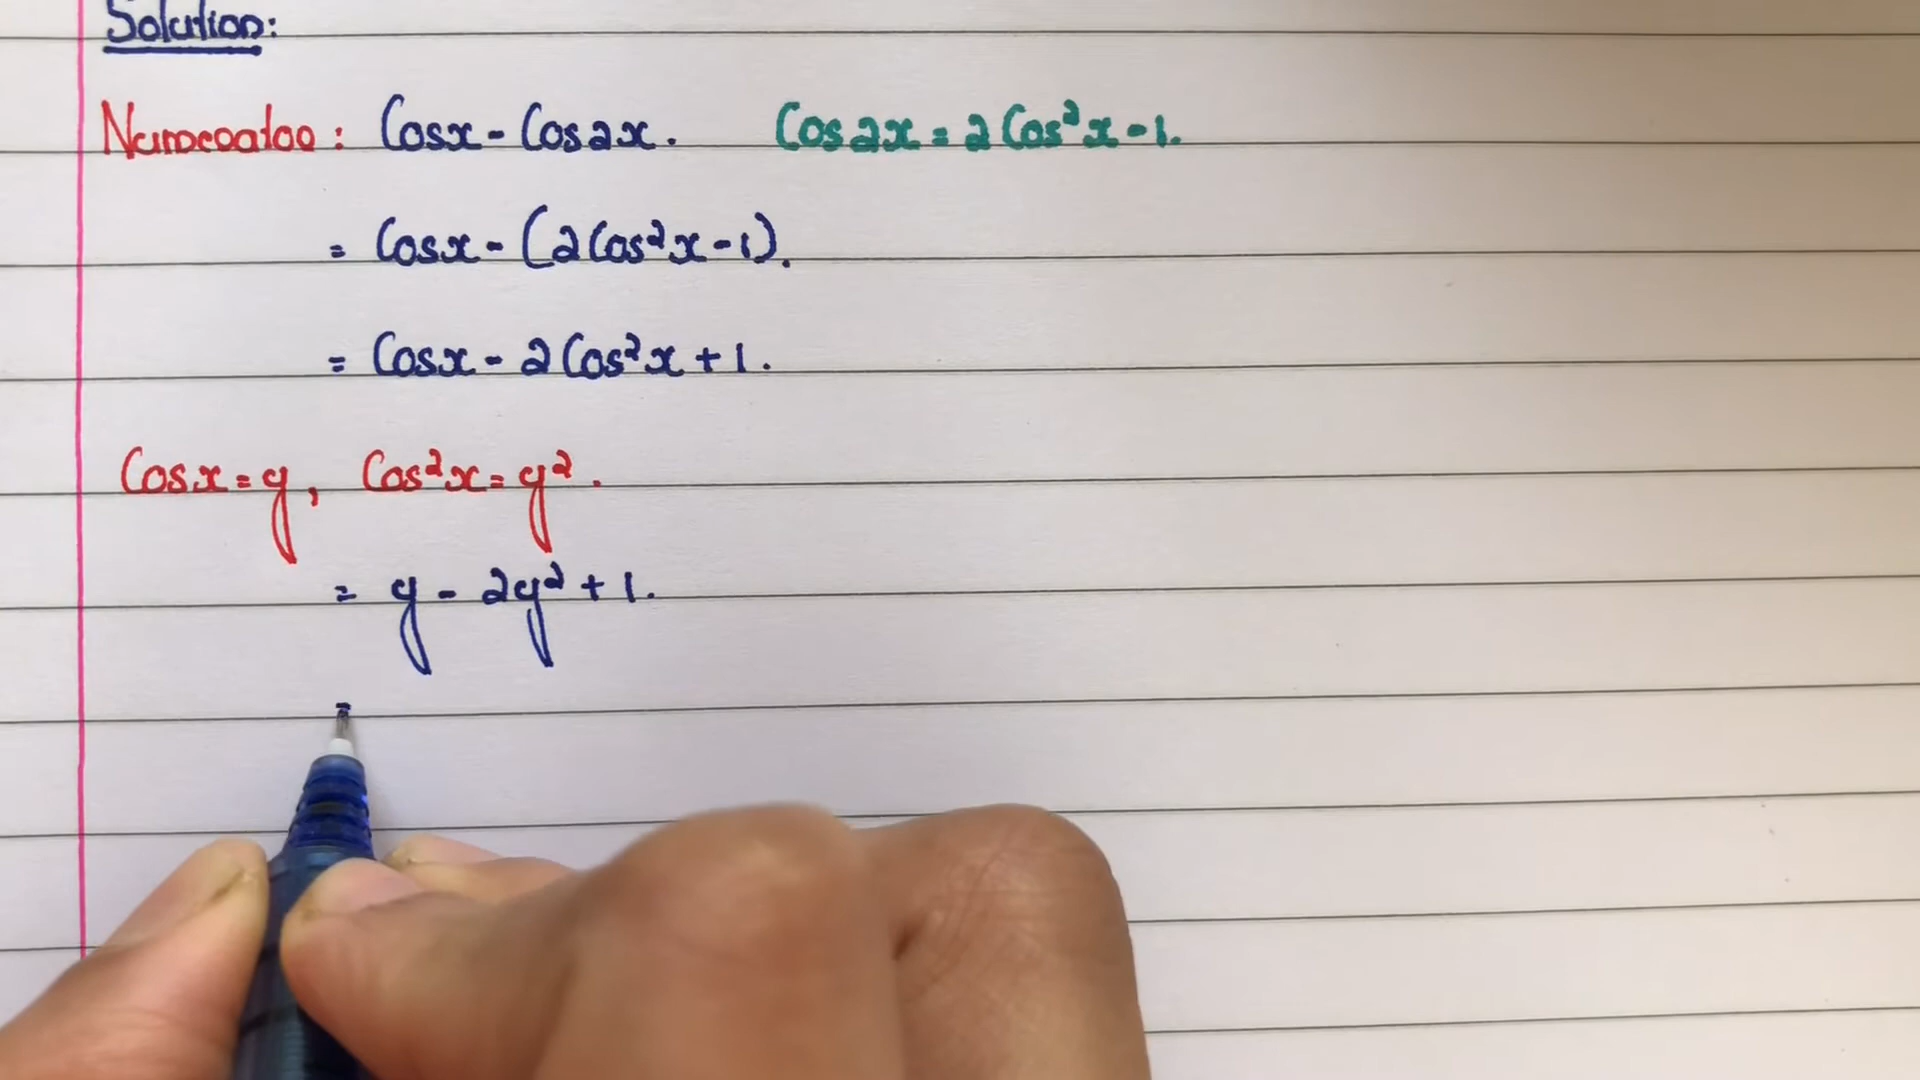 Solution:
Numerator: Cosx - Cos2x. Cos2x = 2Cos²x - 1.
= Cosx - (2Cos²x - 1).
= Cosx - 2Cos²x + 1.
Cosx = y, Cos²x = y².
= y - 2y² + 1.
=